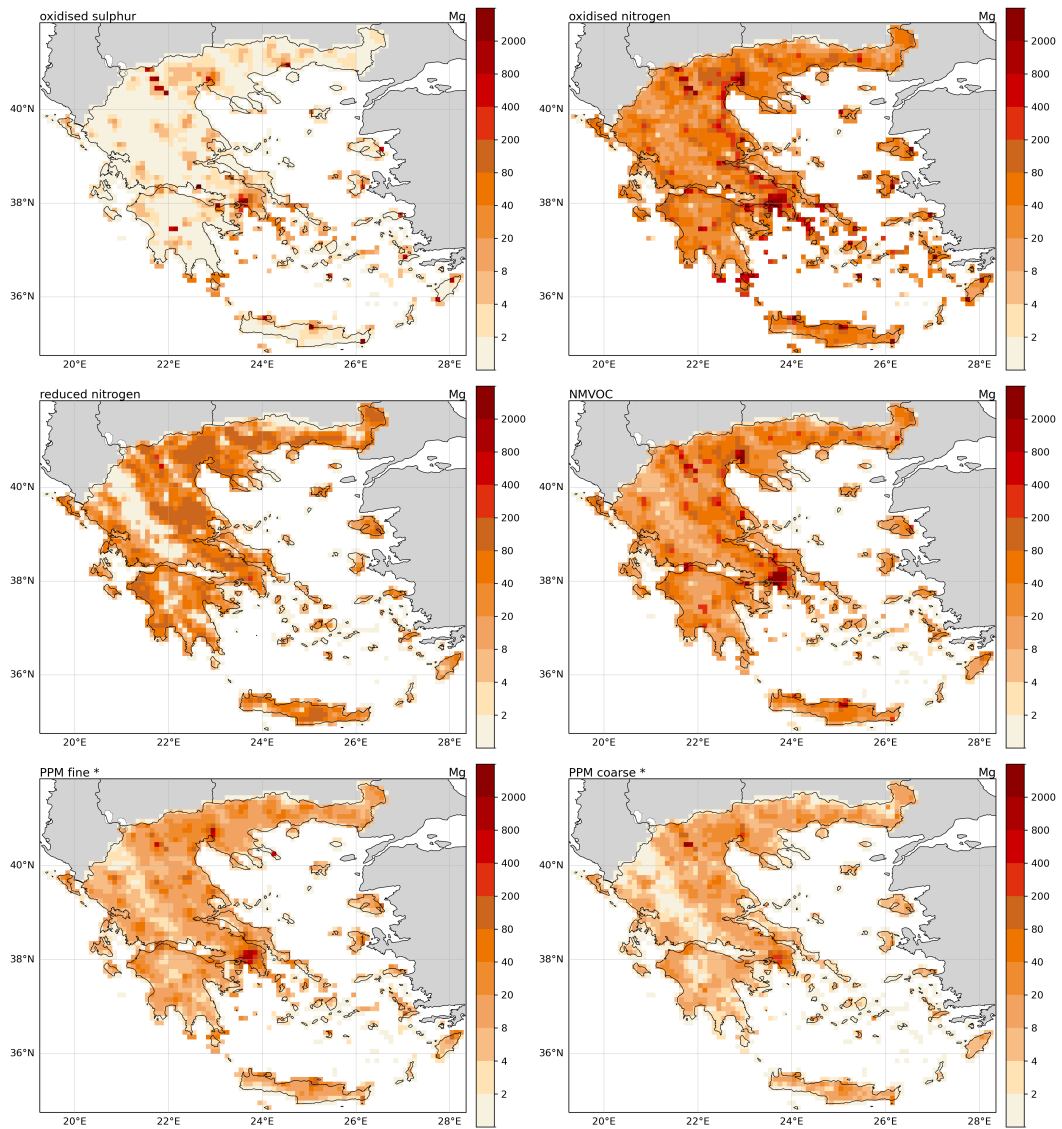 oxidised sulphur Mg
2000
800
400
200
80
40
20
8
4
2
40°N
38°N
36°N
20°E 22°E 24°E 26°E 28°E
oxidised nitrogen Mg
2000
800
400
200
80
40
20
8
4
2
40°N
38°N
36°N
20°E 22°E 24°E 26°E 28°E
reduced nitrogen Mg
2000
800
400
200
80
40
20
8
4
2
40°N
38°N
36°N
20°E 22°E 24°E 26°E 28°E
NMVOC Mg
2000
800
400
200
80
40
20
8
4
2
40°N
38°N
36°N
20°E 22°E 24°E 26°E 28°E
PPM fine * Mg
2000
800
400
200
80
40
20
8
4
2
40°N
38°N
36°N
20°E 22°E 24°E 26°E 28°E
PPM coarse * Mg
2000
800
400
200
80
40
20
8
4
2
40°N
38°N
36°N
20°E 22°E 24°E 26°E 28°E